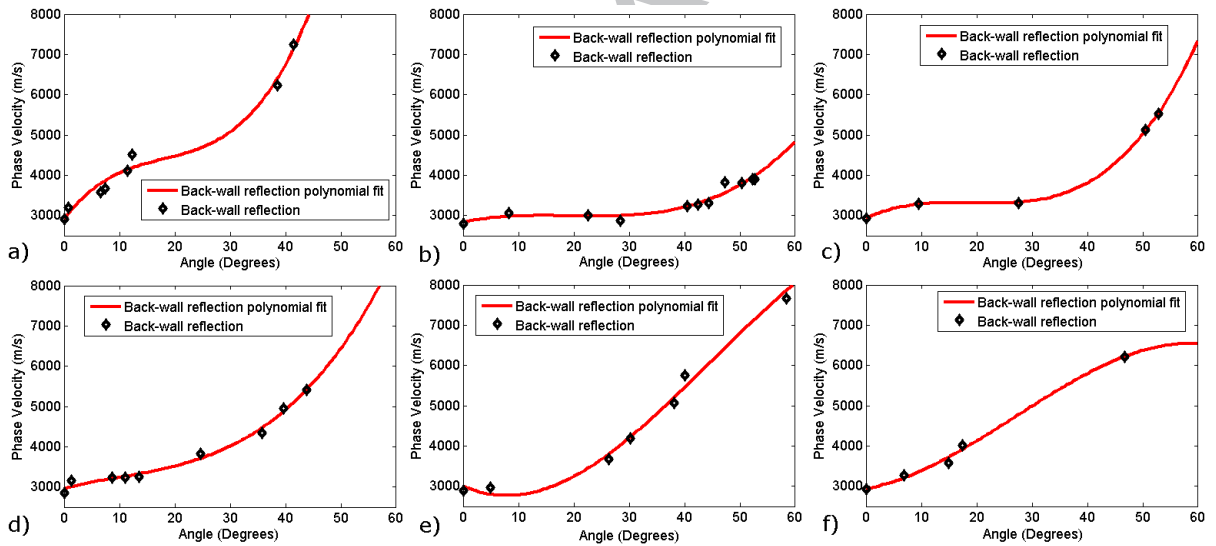 8000
7000
6000
5000
4000
3000
Phase Velocity (m/s)
Back-wall reflection polynomial fit
Back-wall reflection
0 10 20 30 40 50 60
Angle (Degrees)
a)
8000
7000
6000
5000
4000
3000
Phase Velocity (m/s)
Back-wall reflection polynomial fit
Back-wall reflection
0 10 20 30 40 50 60
Angle (Degrees)
b)
8000
7000
6000
5000
4000
3000
Phase Velocity (m/s)
Back-wall reflection polynomial fit
Back-wall reflection
0 10 20 30 40 50 60
Angle (Degrees)
c)
8000
7000
6000
5000
4000
3000
Phase Velocity (m/s)
Back-wall reflection polynomial fit
Back-wall reflection
0 10 20 30 40 50 60
Angle (Degrees)
d)
8000
7000
6000
5000
4000
3000
Phase Velocity (m/s)
Back-wall reflection polynomial fit
Back-wall reflection
0 10 20 30 40 50 60
Angle (Degrees)
e)
8000
7000
6000
5000
4000
3000
Phase Velocity (m/s)
Back-wall reflection polynomial fit
Back-wall reflection
0 10 20 30 40 50 60
Angle (Degrees)
f)